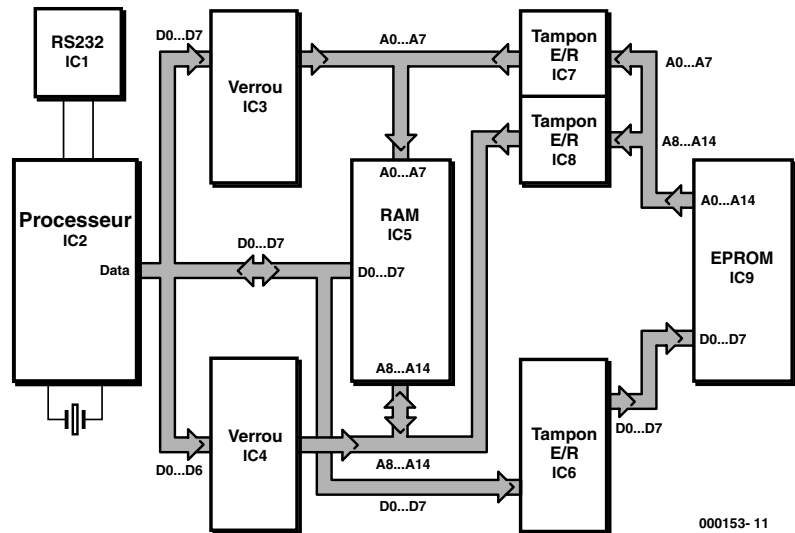 RS232
IC1
D0...D7
Verrou
IC3
A0...A7
Tampon
E/R
IC7
A0...A7
Tampon
E/R
IC8
A8...A14
Processeur
IC2
Data
D0...D7
A0...A7
RAM
IC5
D0...D7
A8...A14
A0...A14
EPROM
IC9
D0...D7
Verrou
IC4
D0...D6
A8...A14
D0...D7
Tampon
E/R
IC6
D0...D7
000153- 11